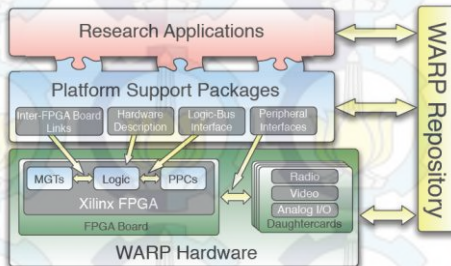 Research Applications
Platform Support Packages
Inter-FPGA Board
Links
Hardware
Description
Logic-Bus
Interface
Peripheral
Interfaces
MGTs
Logic
PPCs
Xilinx FPGA
FPGA Board
Radio
Video
Analog I/O
Daughtercards
WARP Hardware
WARP Repository